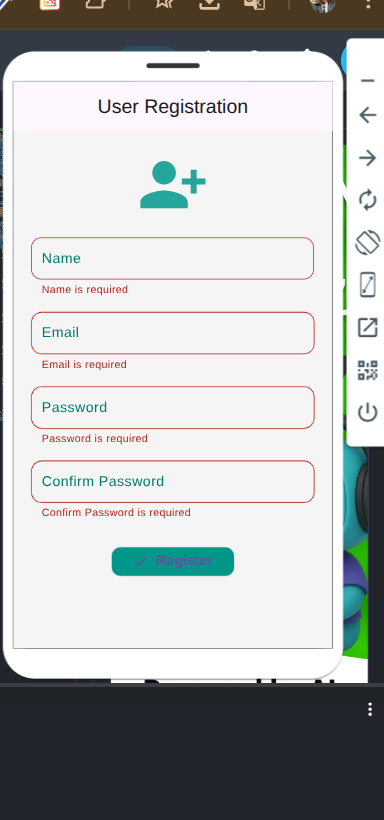 User Registration
Name
Name is required
Email
Email is required
Password
Password is required
Confirm Password
Confirm Password is required
Register